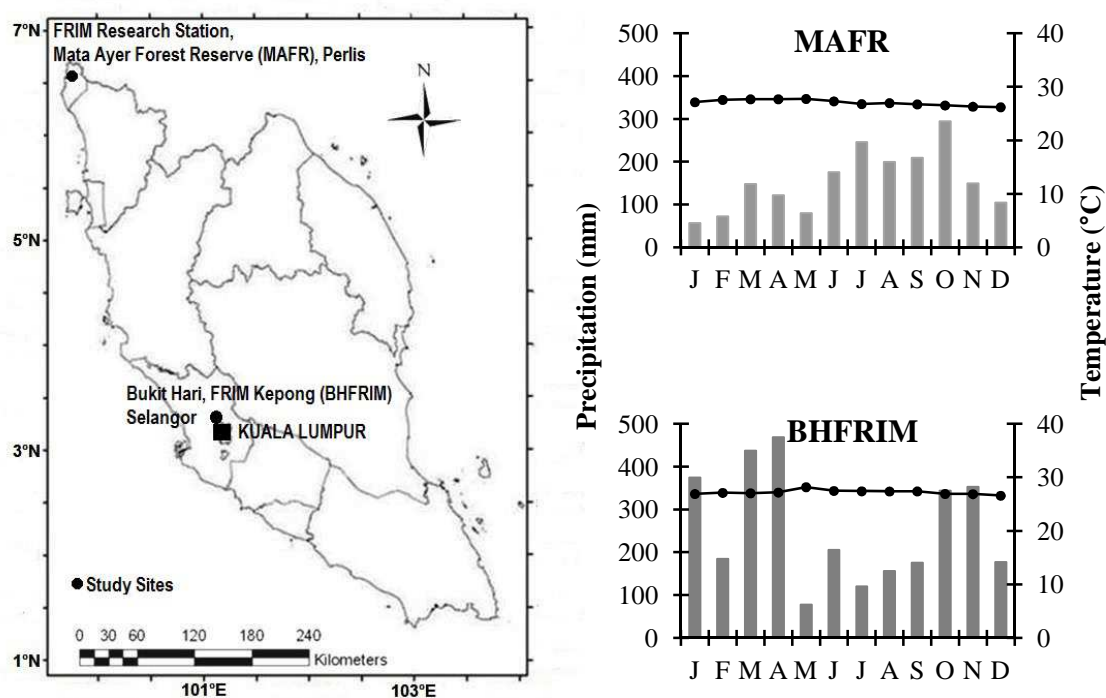 7°N
FRIM Research Station,
Mata Ayer Forest Reserve (MAFR), Perlis
N
5°N
Bukit Hari, FRIM Kepong (BHFRIM)
Selangor
KUALA LUMPUR
3°N
Study Sites
0 30 60 120 180 240
Kilometers
1°N
101°E 103°E
MAFR
500 40
400 30
300 20
200 10
100
0 0
J F M A M J J A S O N D
Precipitation (mm)
Temperature (°C)
BHFRIM
500 40
400 30
300 20
200 10
100
0 0
J F M A M J J A S O N D